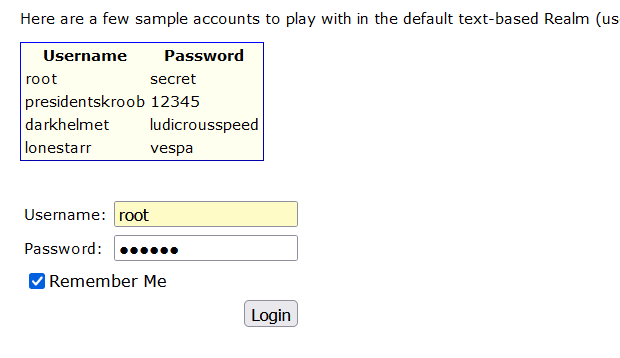 Here are a few sample accounts to play with in the default text-based Realm (us
Username Password
root secret
presidentskroob 12345
darkhelmet ludicrousspeed
lonestarr vespa
Username: root
Password: ●●●●●●
Remember Me
Login